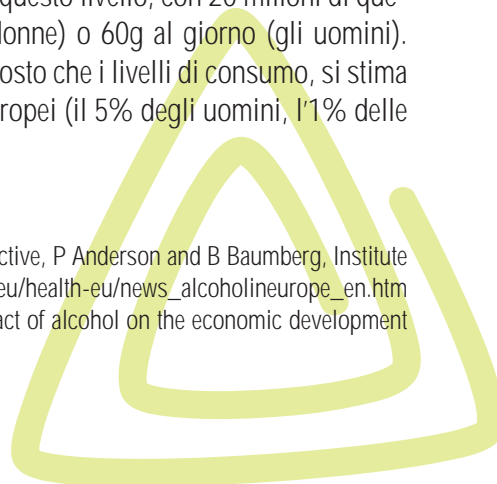 questo livello, con 20 milioni di que-
donne) o 60g al giorno (gli uomini).
osto che i livelli di consumo, si stima
ropei (il 5% degli uomini, l'1% delle
ctive, P Anderson and B Baumberg, Institute
eu/health-eu/news_alcoholineurope_en.htm
act of alcohol on the economic development